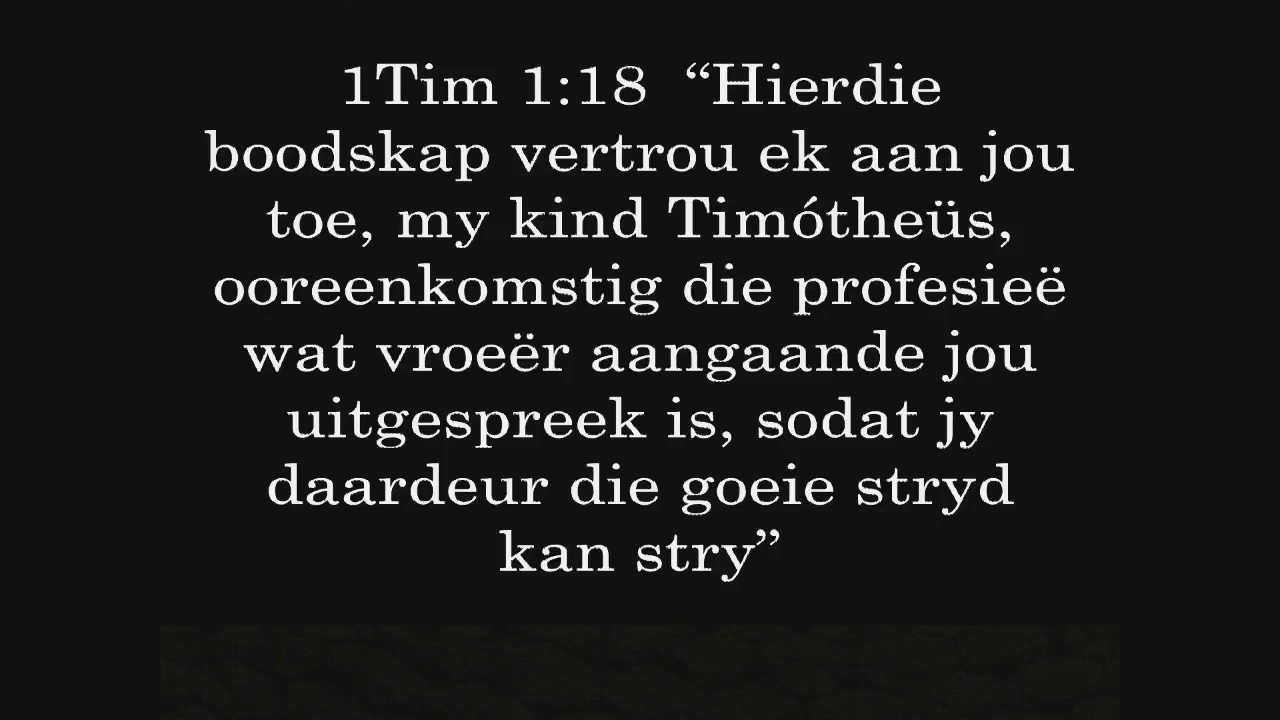 1Tim 1:18  “Hierdie
boodskap vertrou ek aan jou
toe, my kind Timótheüs,
ooreenkomstig die profesieë
wat vroeër aangaande jou
uitgespreek is, sodat jy
daardeur die goeie stryd
kan stry”